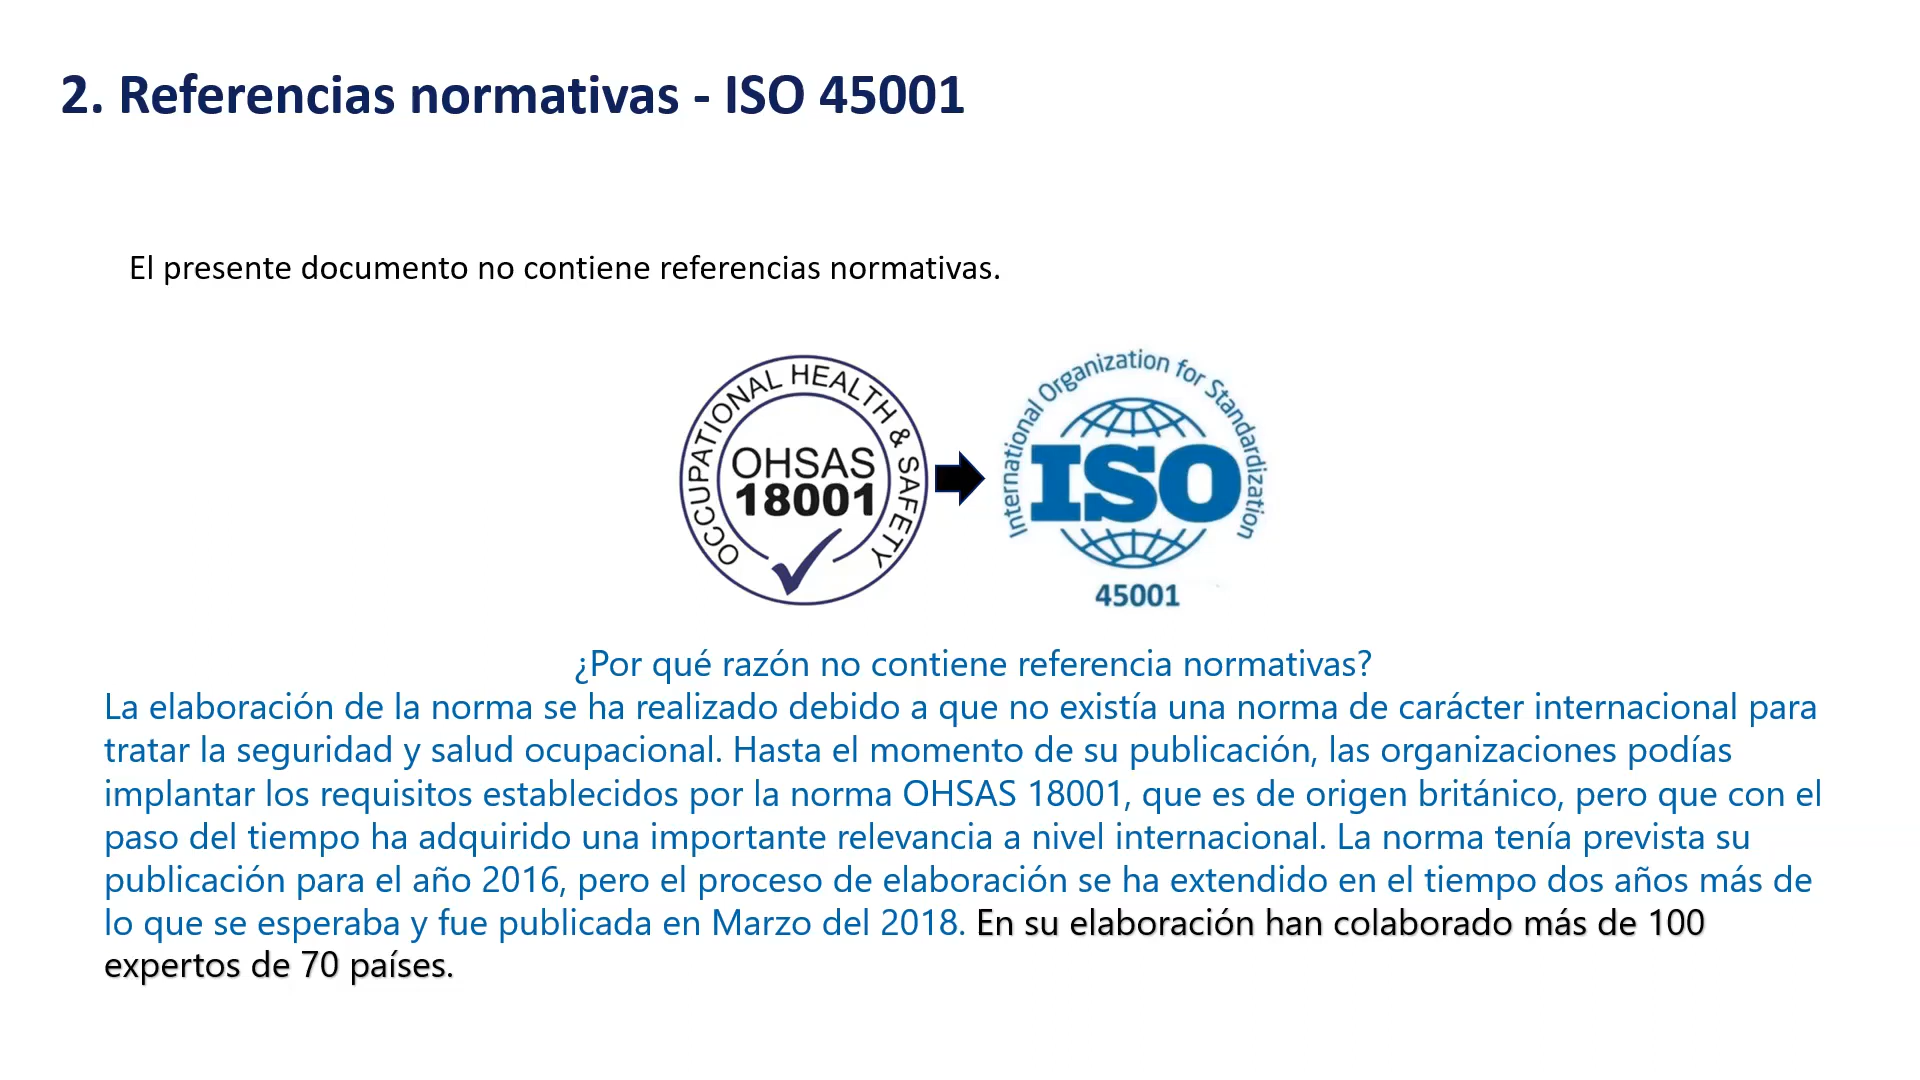 2. Referencias normativas - ISO 45001
El presente documento no contiene referencias normativas.
OCCUPATIONAL HEALTH & SAFETY
OHSAS
18001
International Organization for Standardization
ISO
45001
¿Por qué razón no contiene referencia normativas?
La elaboración de la norma se ha realizado debido a que no existía una norma de carácter internacional para
tratar la seguridad y salud ocupacional. Hasta el momento de su publicación, las organizaciones podías
implantar los requisitos establecidos por la norma OHSAS 18001, que es de origen británico, pero que con el
paso del tiempo ha adquirido una importante relevancia a nivel internacional. La norma tenía prevista su
publicación para el año 2016, pero el proceso de elaboración se ha extendido en el tiempo dos años más de
lo que se esperaba y fue publicada en Marzo del 2018. En su elaboración han colaborado más de 100
expertos de 70 países.